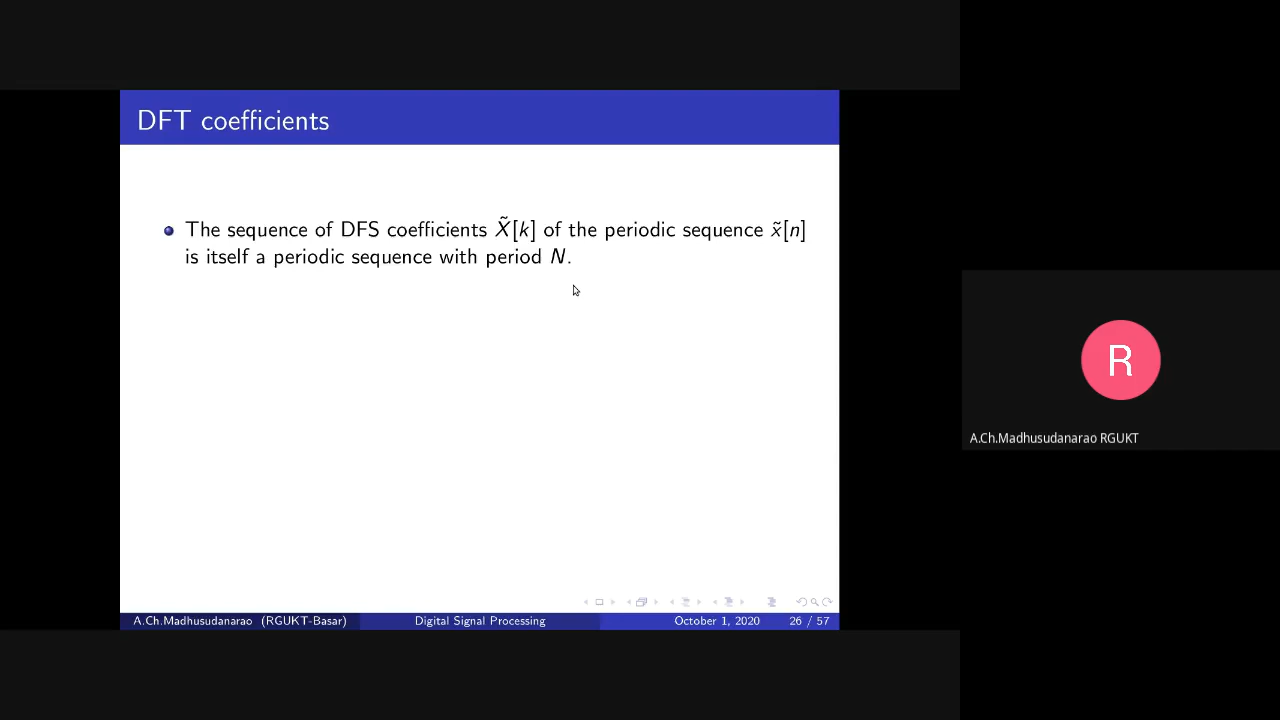 DFT coefficients
The sequence of DFS coefficients X̃[k] of the periodic sequence x̃[n]
is itself a periodic sequence with period N.
R
A.Ch.Madhusudanarao RGUKT
A.Ch.Madhusudanarao (RGUKT-Basar) Digital Signal Processing October 1, 2020 26 / 57